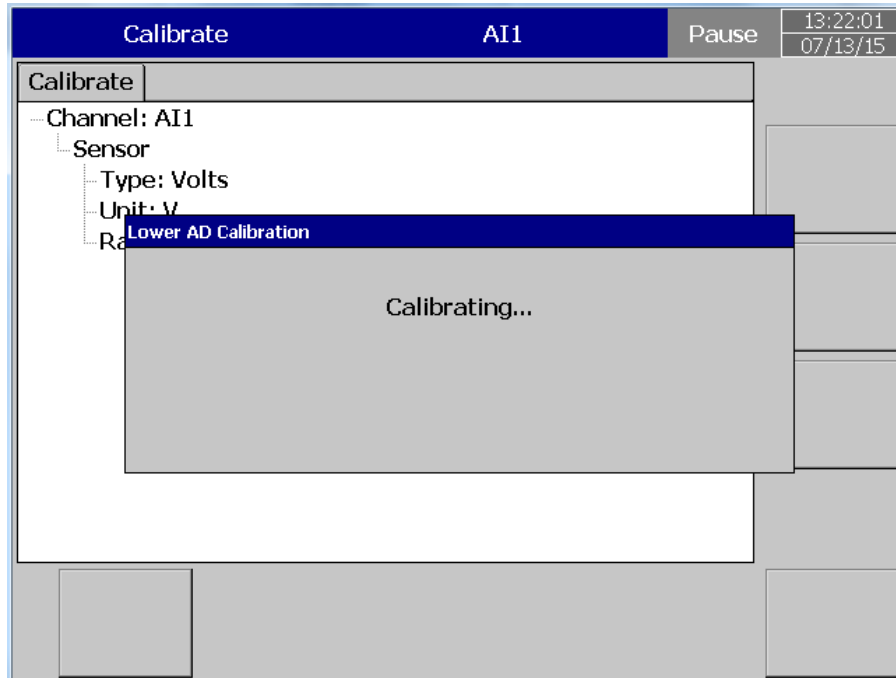 Calibrate AI1 Pause 13:22:01
07/13/15
Calibrate
Channel: AI1
Sensor
Type: Volts
Unit: V
Lower AD Calibration
Calibrating...